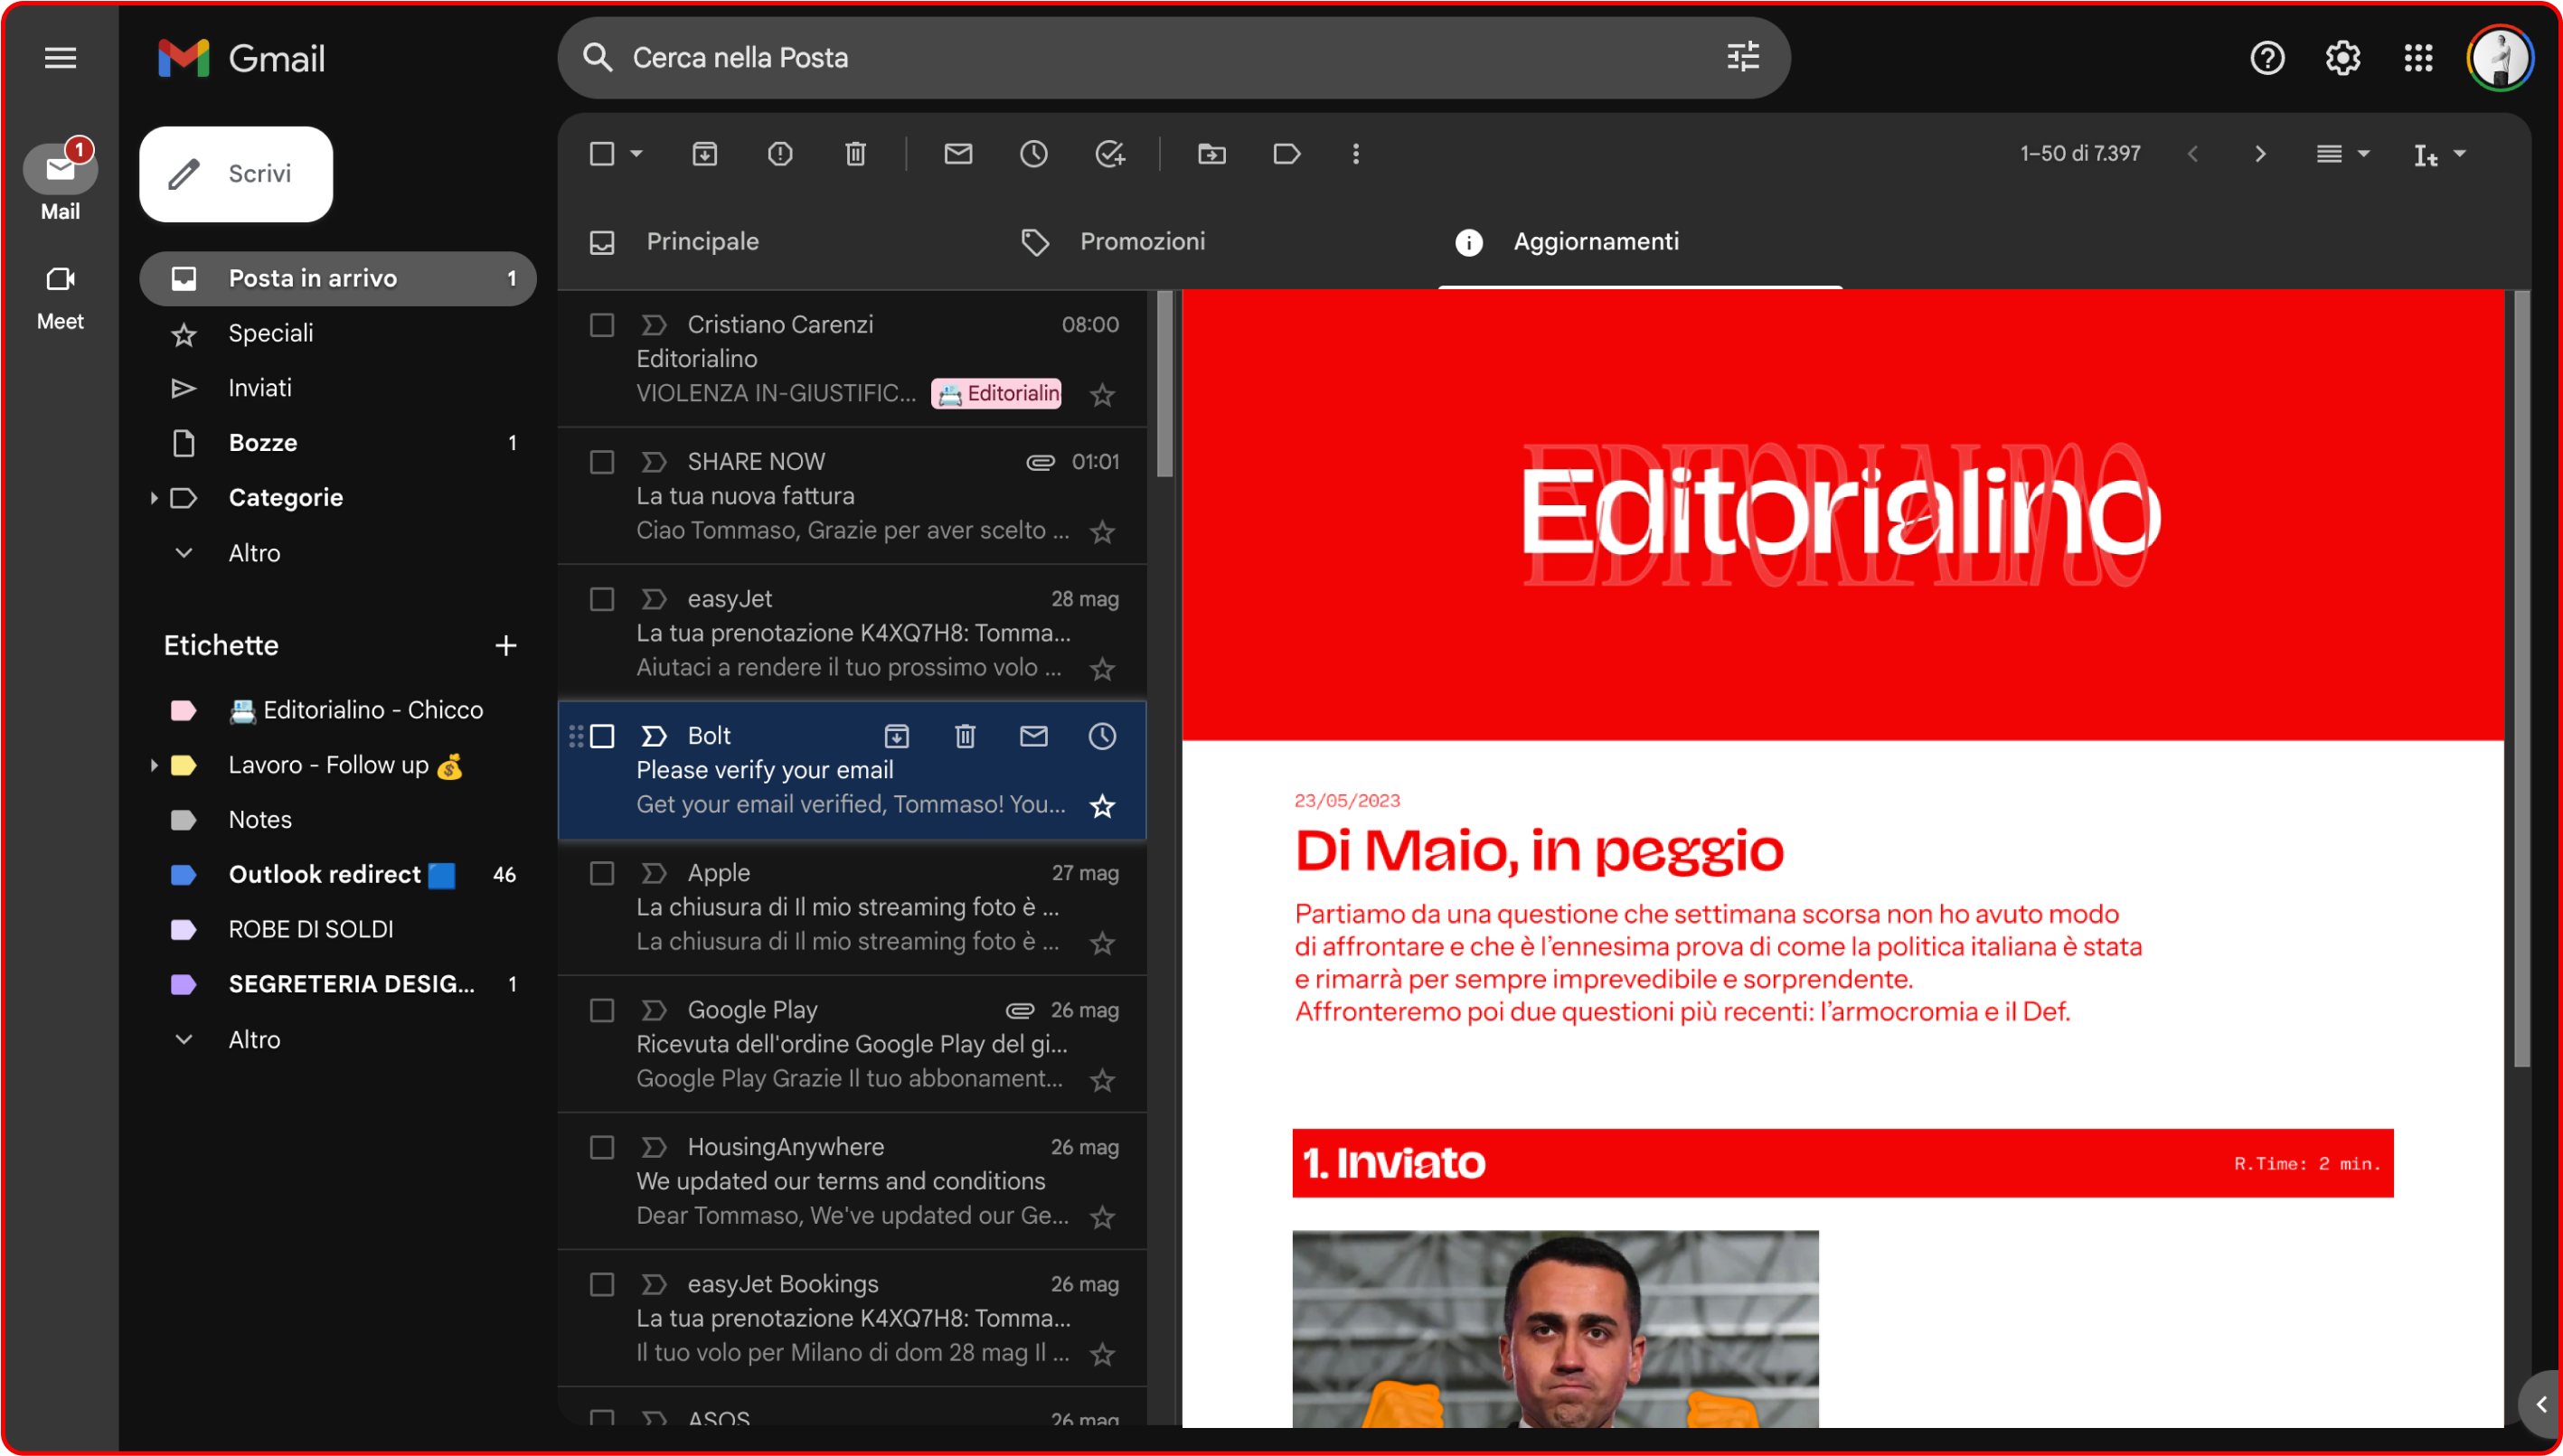 Gmail
Cerca nella Posta
1
Mail
Meet
Scrivi
Posta in arrivo 1
Speciali
Inviati
Bozze 1
Categorie
Altro
Etichette
📇 Editorialino - Chicco
Lavoro - Follow up 💰
Notes
Outlook redirect 🟦 46
ROBE DI SOLDI
SEGRETERIA DESIG... 1
Altro
1–50 di 7.397
Principale
Promozioni
Aggiornamenti
Cristiano Carenzi 08:00
Editorialino
VIOLENZA IN-GIUSTIFIC... 📇 Editorialin
SHARE NOW 01:01
La tua nuova fattura
Ciao Tommaso, Grazie per aver scelto ...
easyJet 28 mag
La tua prenotazione K4XQ7H8: Tomma...
Aiutaci a rendere il tuo prossimo volo ...
Bolt
Please verify your email
Get your email verified, Tommaso! You...
Apple 27 mag
La chiusura di Il mio streaming foto è ...
La chiusura di Il mio streaming foto è ...
Google Play 26 mag
Ricevuta dell'ordine Google Play del gi...
Google Play Grazie Il tuo abbonament...
HousingAnywhere 26 mag
We updated our terms and conditions
Dear Tommaso, We've updated our Ge...
easyJet Bookings 26 mag
La tua prenotazione K4XQ7H8: Tomma...
Il tuo volo per Milano di dom 28 mag Il ...
ASOS 26 mag
EDITORIALINO
Editorialino
23/05/2023
Di Maio, in peggio
Partiamo da una questione che settimana scorsa non ho avuto modo
di affrontare e che è l’ennesima prova di come la politica italiana è stata
e rimarrà per sempre imprevedibile e sorprendente.
Affronteremo poi due questioni più recenti: l’armocromia e il Def.
1. Inviato R.Time: 2 min.